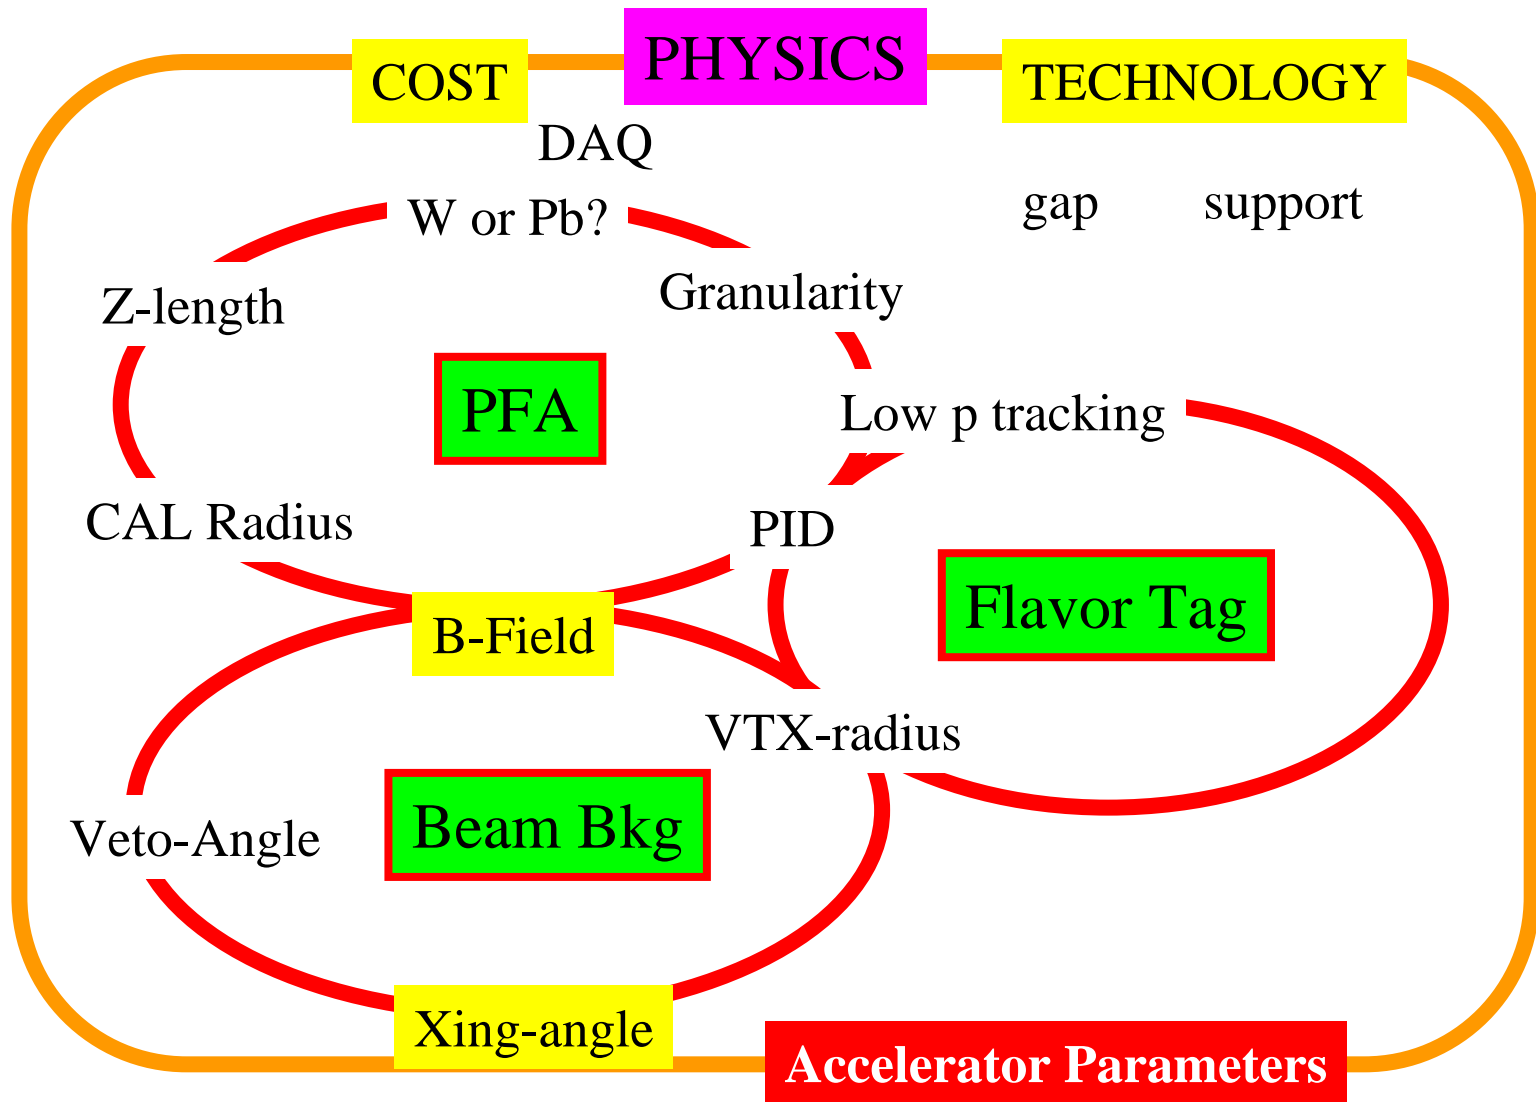 PHYSICS
COST
TECHNOLOGY
DAQ
W or Pb?
gap
support
Z-length
Granularity
PFA
Low p tracking
CAL Radius
PID
Flavor Tag
B-Field
VTX-radius
Beam Bkg
Veto-Angle
Xing-angle
Accelerator Parameters